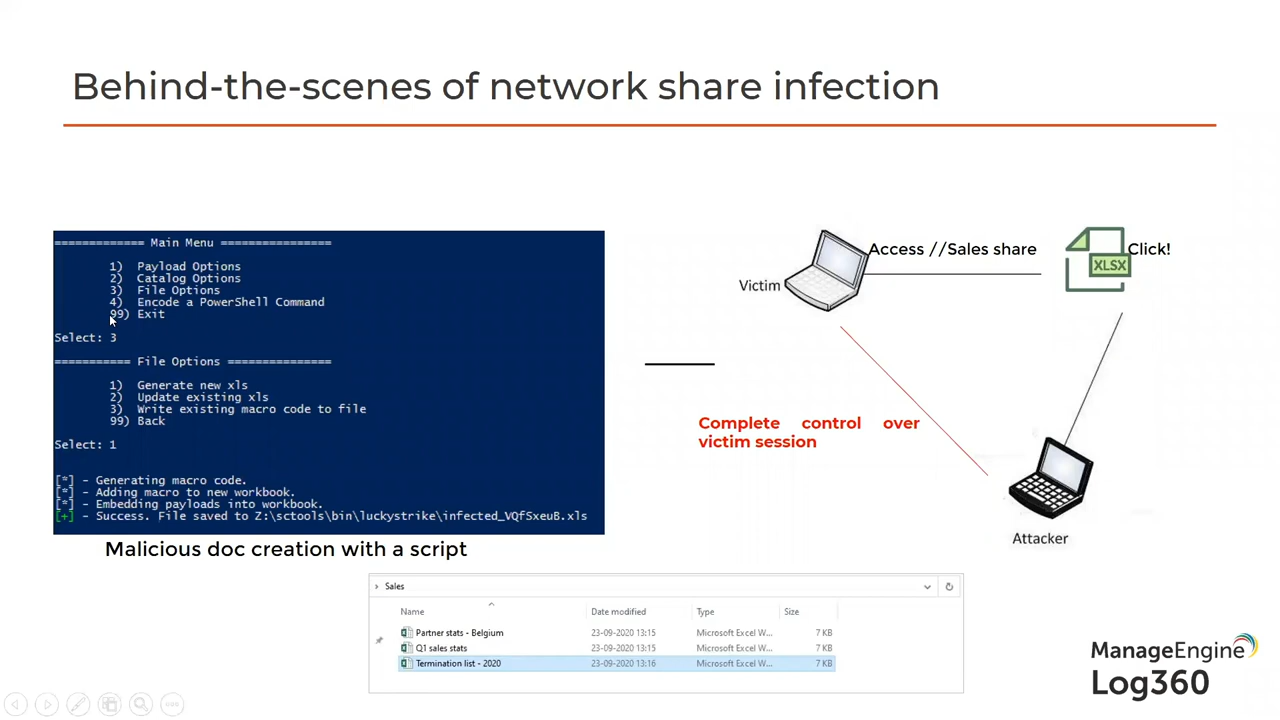 Behind-the-scenes of network share infection
============= Main Menu ================
1) Payload Options
2) Catalog Options
3) File Options
4) Encode a PowerShell Command
99) Exit
Select: 3
=========== File Options ===============
1) Generate new xls
2) Update existing xls
3) Write existing macro code to file
99) Back
Select: 1
[*] - Generating macro code.
[*] - Adding macro to new workbook.
[*] - Embedding payloads into workbook.
[+] - Success. File saved to Z:\sctools\bin\luckystrike\infected_VQfSxeuB.xls
Malicious doc creation with a script
Access //Sales share
Click!
XLSX
Victim
Complete control over
victim session
Attacker
Sales
Name Date modified Type Size
Partner stats - Belgium 23-09-2020 13:15 Microsoft Excel W... 7 KB
Q1 sales stats 23-09-2020 13:15 Microsoft Excel W... 7 KB
Termination list - 2020 23-09-2020 13:16 Microsoft Excel W... 7 KB
ManageEngine
Log360